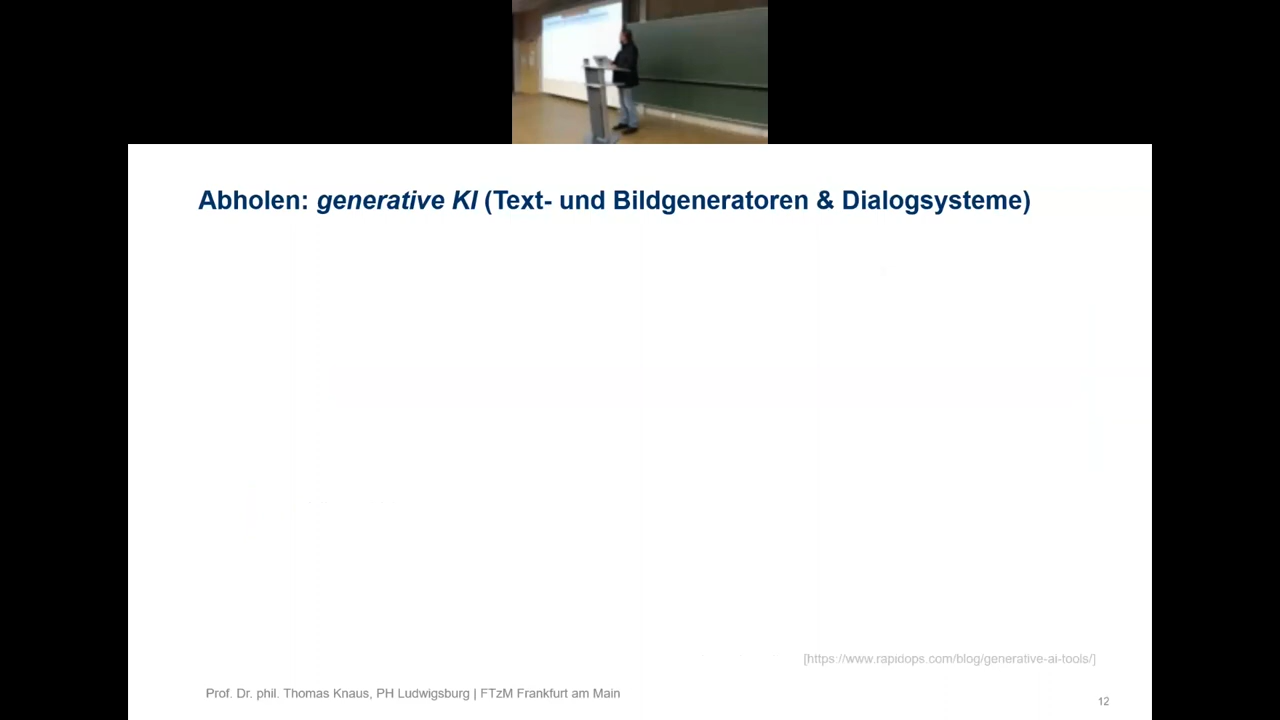 Abholen: generative KI (Text- und Bildgeneratoren & Dialogsysteme)
[https://www.rapidops.com/blog/generative-ai-tools/]
Prof. Dr. phil. Thomas Knaus, PH Ludwigsburg | FTzM Frankfurt am Main
12